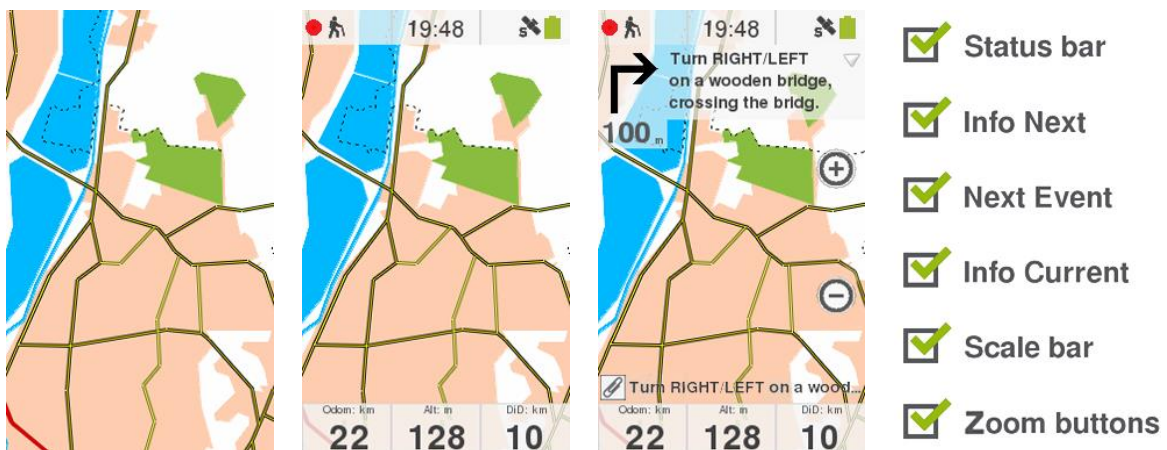 19:48
S
Odom: km
Alt: m
DiD: km
22
128
10
19:48
S
Turn RIGHT/LEFT
on a wooden bridge,
crossing the bridg.
100 m
Turn RIGHT/LEFT on a wood...
Odom: km
Alt: m
DiD: km
22
128
10
Status bar
Info Next
Next Event
Info Current
Scale bar
Zoom buttons